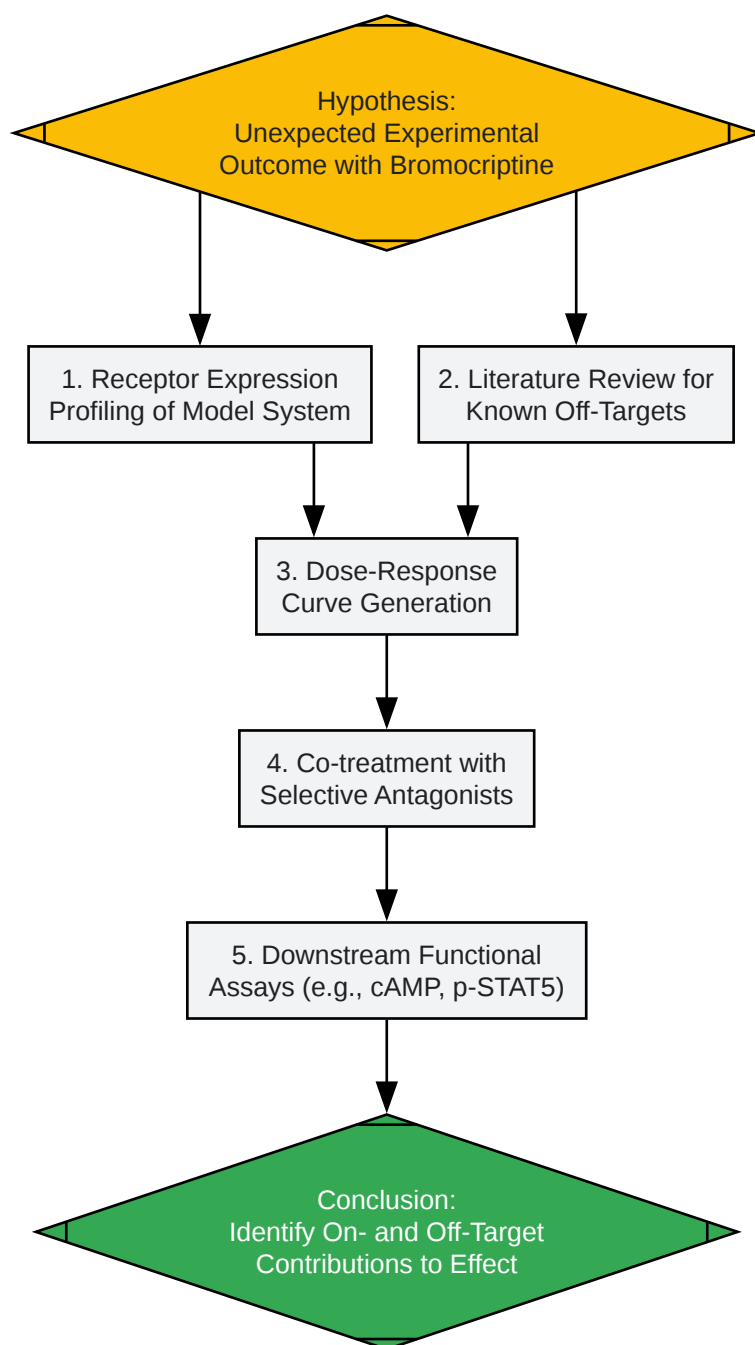 Hypothesis:
Unexpected Experimental
Outcome with Bromocriptine
1. Receptor Expression
Profiling of Model System
2. Literature Review for
Known Off-Targets
3. Dose-Response
Curve Generation
4. Co-treatment with
Selective Antagonists
5. Downstream Functional
Assays (e.g., cAMP, p-STAT5)
Conclusion:
Identify On- and Off-Target
Contributions to Effect